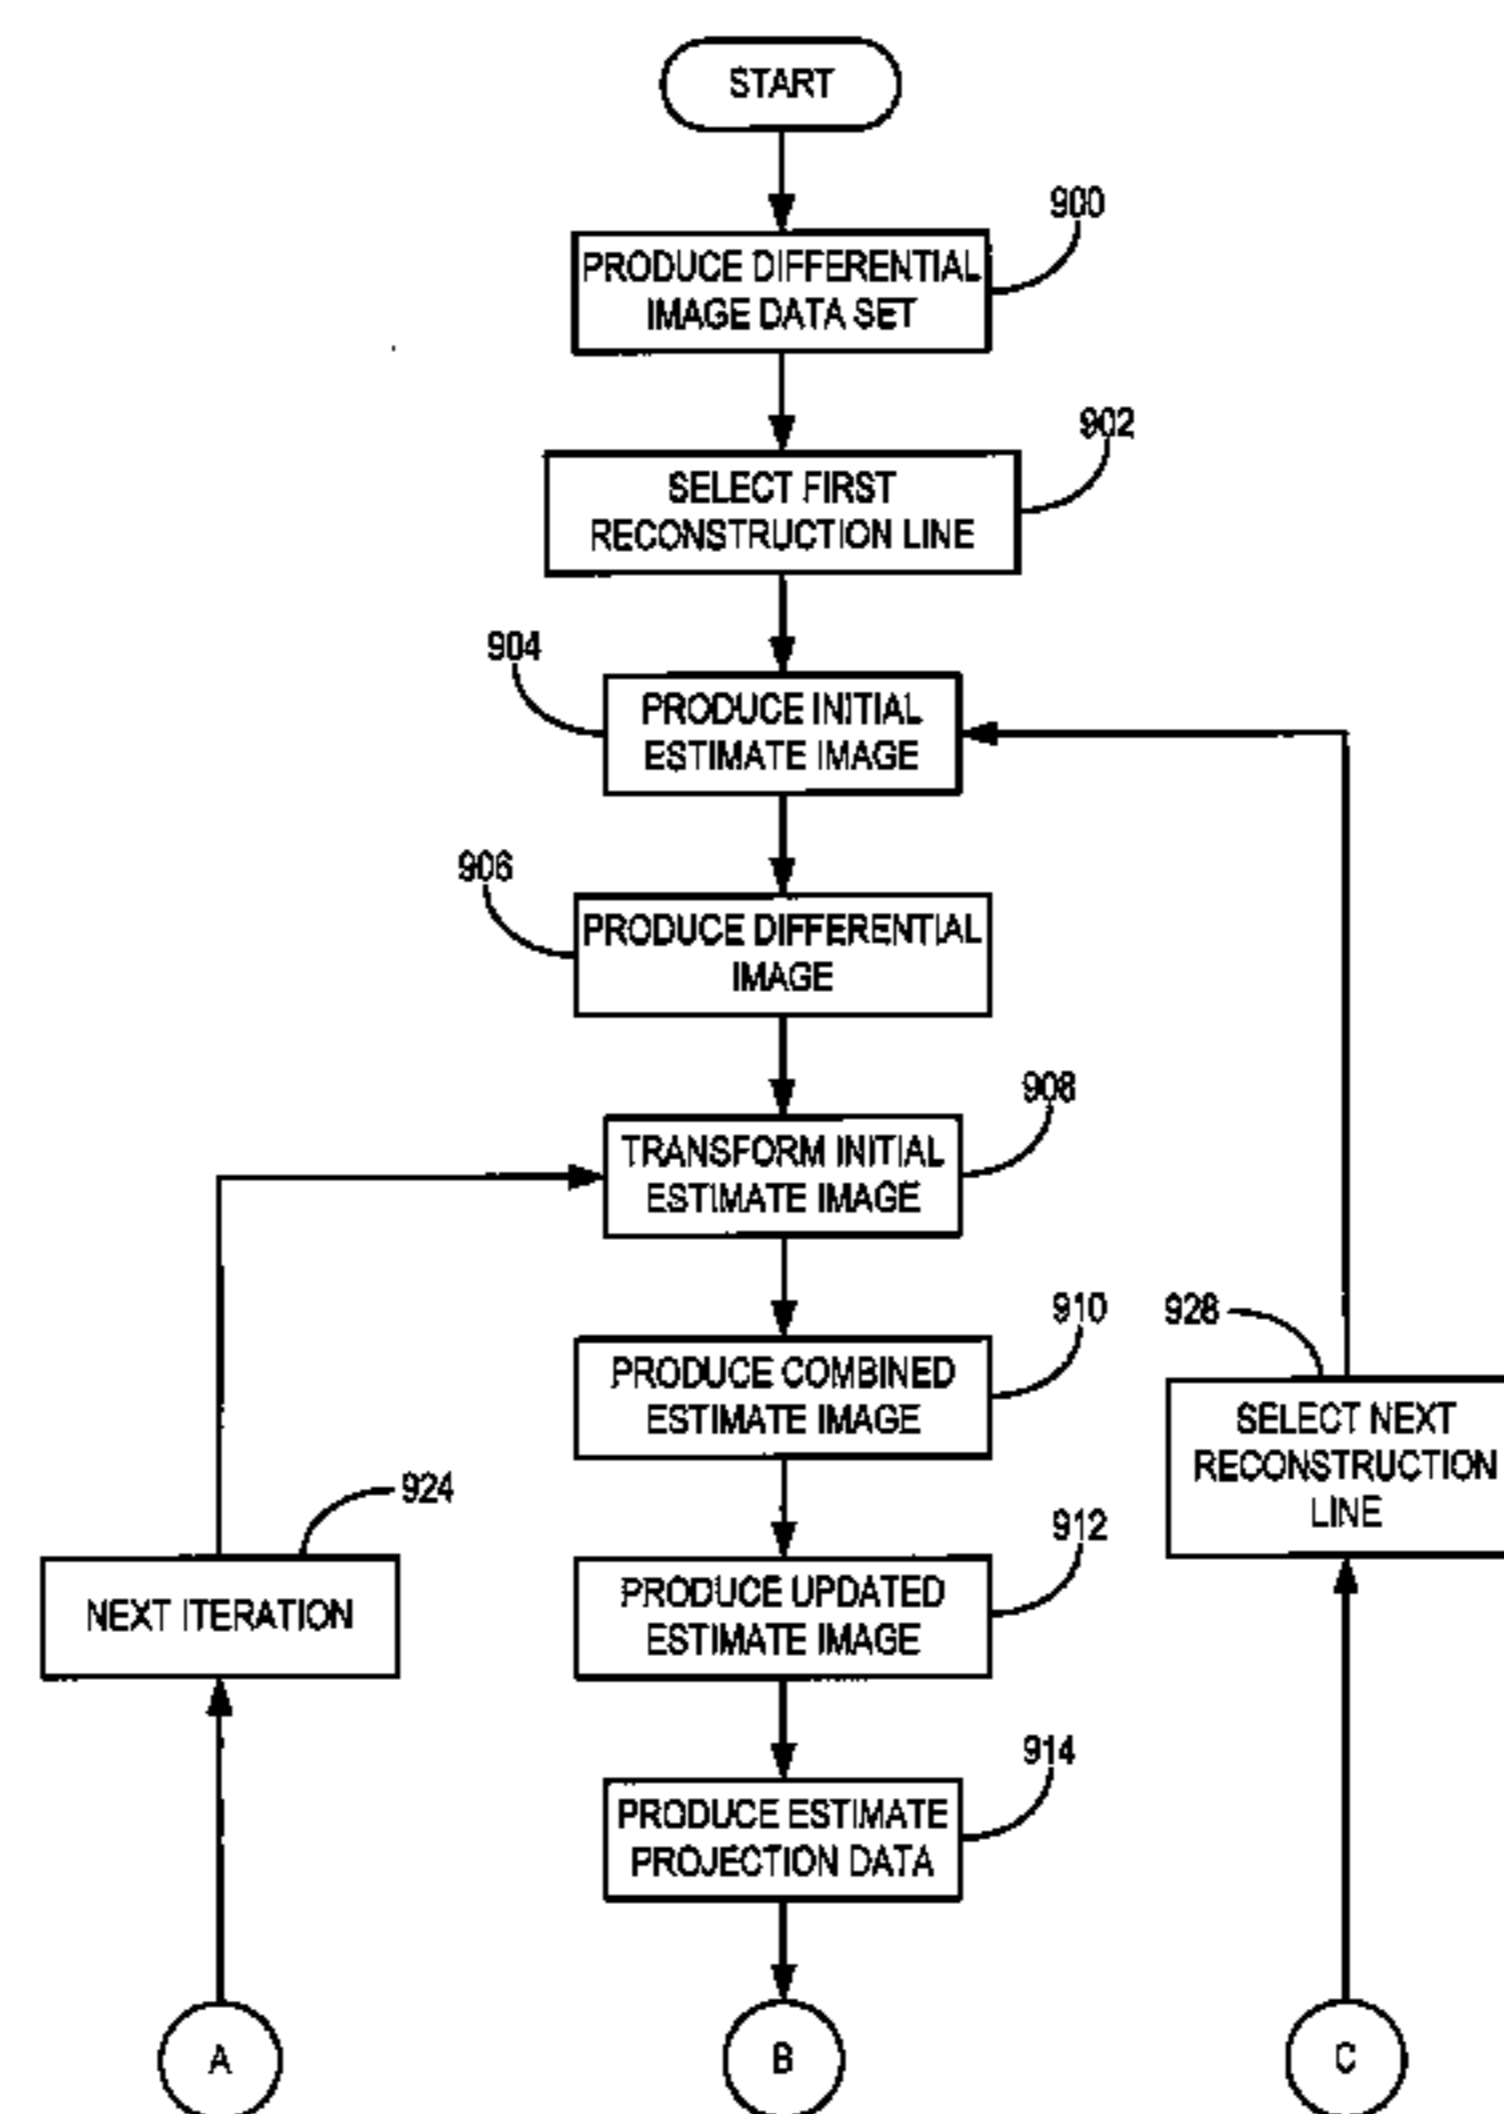 START
900
PRODUCE DIFFERENTIAL
IMAGE DATA SET
902
SELECT FIRST
RECONSTRUCTION LINE
904
PRODUCE INITIAL
ESTIMATE IMAGE
906
PRODUCE DIFFERENTIAL
IMAGE
908
TRANSFORM INITIAL
ESTIMATE IMAGE
910
PRODUCE COMBINED
ESTIMATE IMAGE
928
SELECT NEXT
RECONSTRUCTION
LINE
924
NEXT ITERATION
912
PRODUCE UPDATED
ESTIMATE IMAGE
914
PRODUCE ESTIMATE
PROJECTION DATA
A
B
C